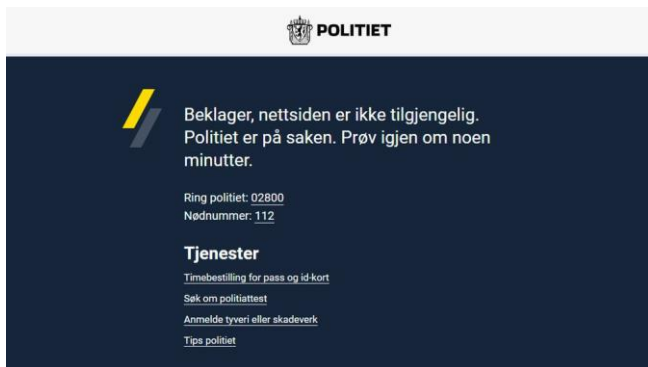 POLITIET
Beklager, nettsiden er ikke tilgjengelig.
Politiet er på saken. Prøv igjen om noen
minutter.
Ring politiet: 02800
Nødnummer: 112
Tjenester
Timebestilling for pass og id-kort
Søk om politiattest
Anmelde tyveri eller skadeverk
Tips politiet